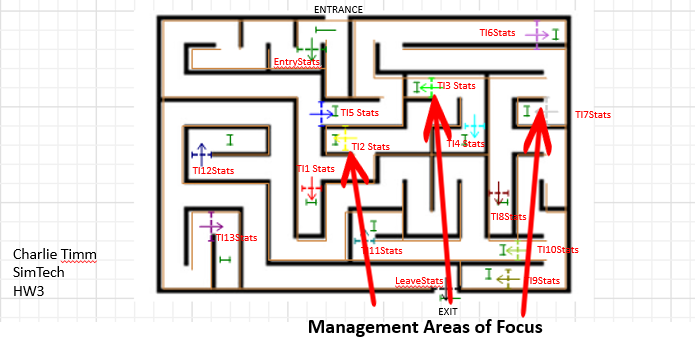 ENTRANCE
TI6Stats
EntryStats
TI3 Stats
TI5 Stats
TI7Stats
TI4 Stats
TI2 Stats
TI12Stats
TI1 Stats
TI8Stats
TI13Stats
TI11Stats
TI10Stats
Charlie Timm
SimTech
HW3
LeaveStats
TI9Stats
EXIT
Management Areas of Focus